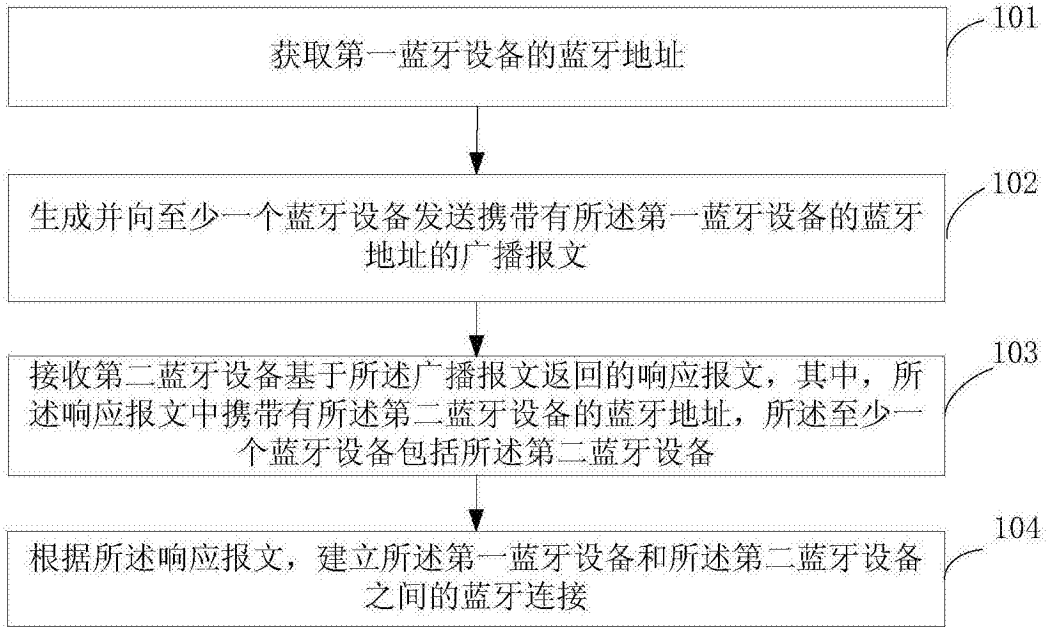 101
获取第一蓝牙设备的蓝牙地址
102
生成并向至少一个蓝牙设备发送携带有所述第一蓝牙设备的蓝牙
地址的广播报文
103
接收第二蓝牙设备基于所述广播报文返回的响应报文，其中，所
述响应报文中携带有所述第二蓝牙设备的蓝牙地址，所述至少一
个蓝牙设备包括所述第二蓝牙设备
104
根据所述响应报文，建立所述第一蓝牙设备和所述第二蓝牙设备
之间的蓝牙连接